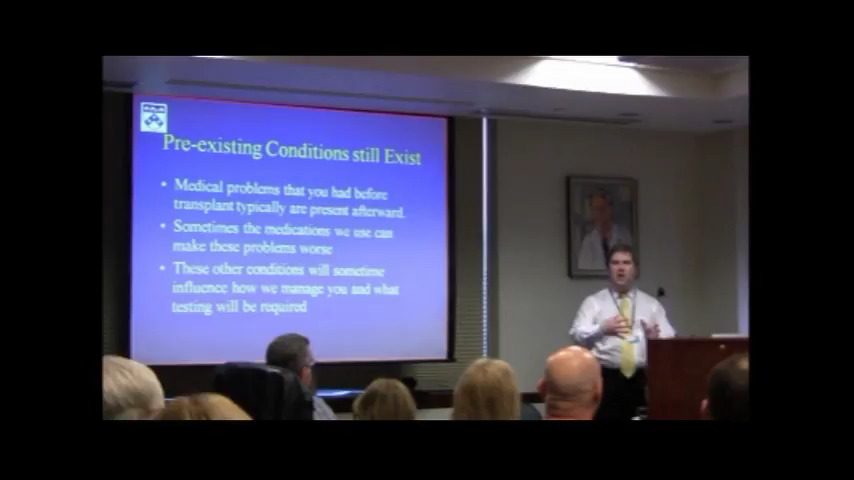 Pre-existing Conditions still Exist
• Medical problems that you had before
transplant typically are present afterward.
• Sometimes the medications we use can
make these problems worse
• These other conditions will sometime
influence how we manage you and what
testing will be required